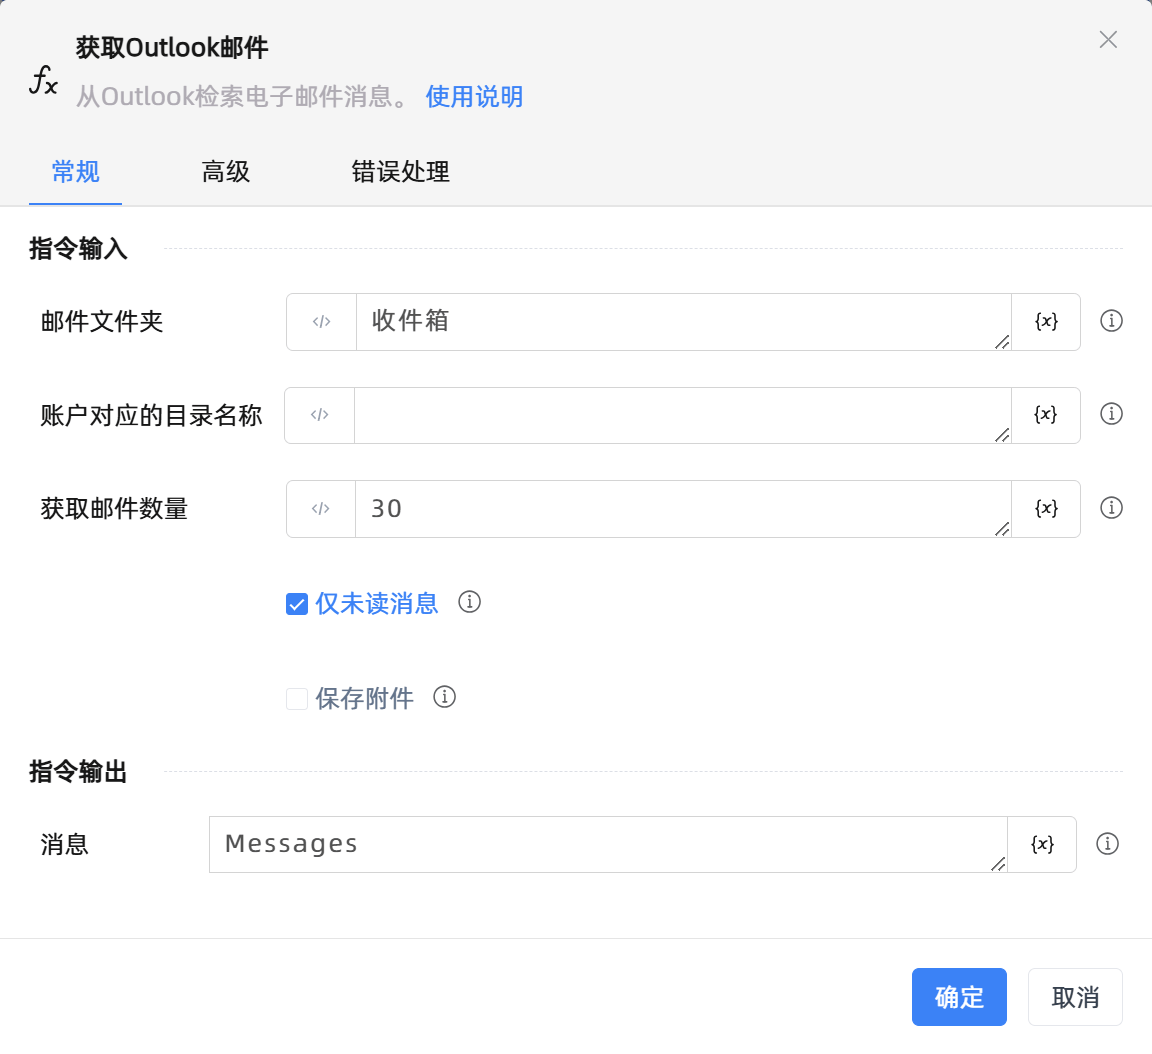 获取Outlook邮件
从Outlook检索电子邮件消息。 使用说明
常规 高级 错误处理
指令输入
邮件文件夹 </> 收件箱 {x}
账户对应的目录名称 </> {x}
获取邮件数量 </> 30 {x}
仅未读消息
保存附件
指令输出
消息 Messages {x}
确定 取消